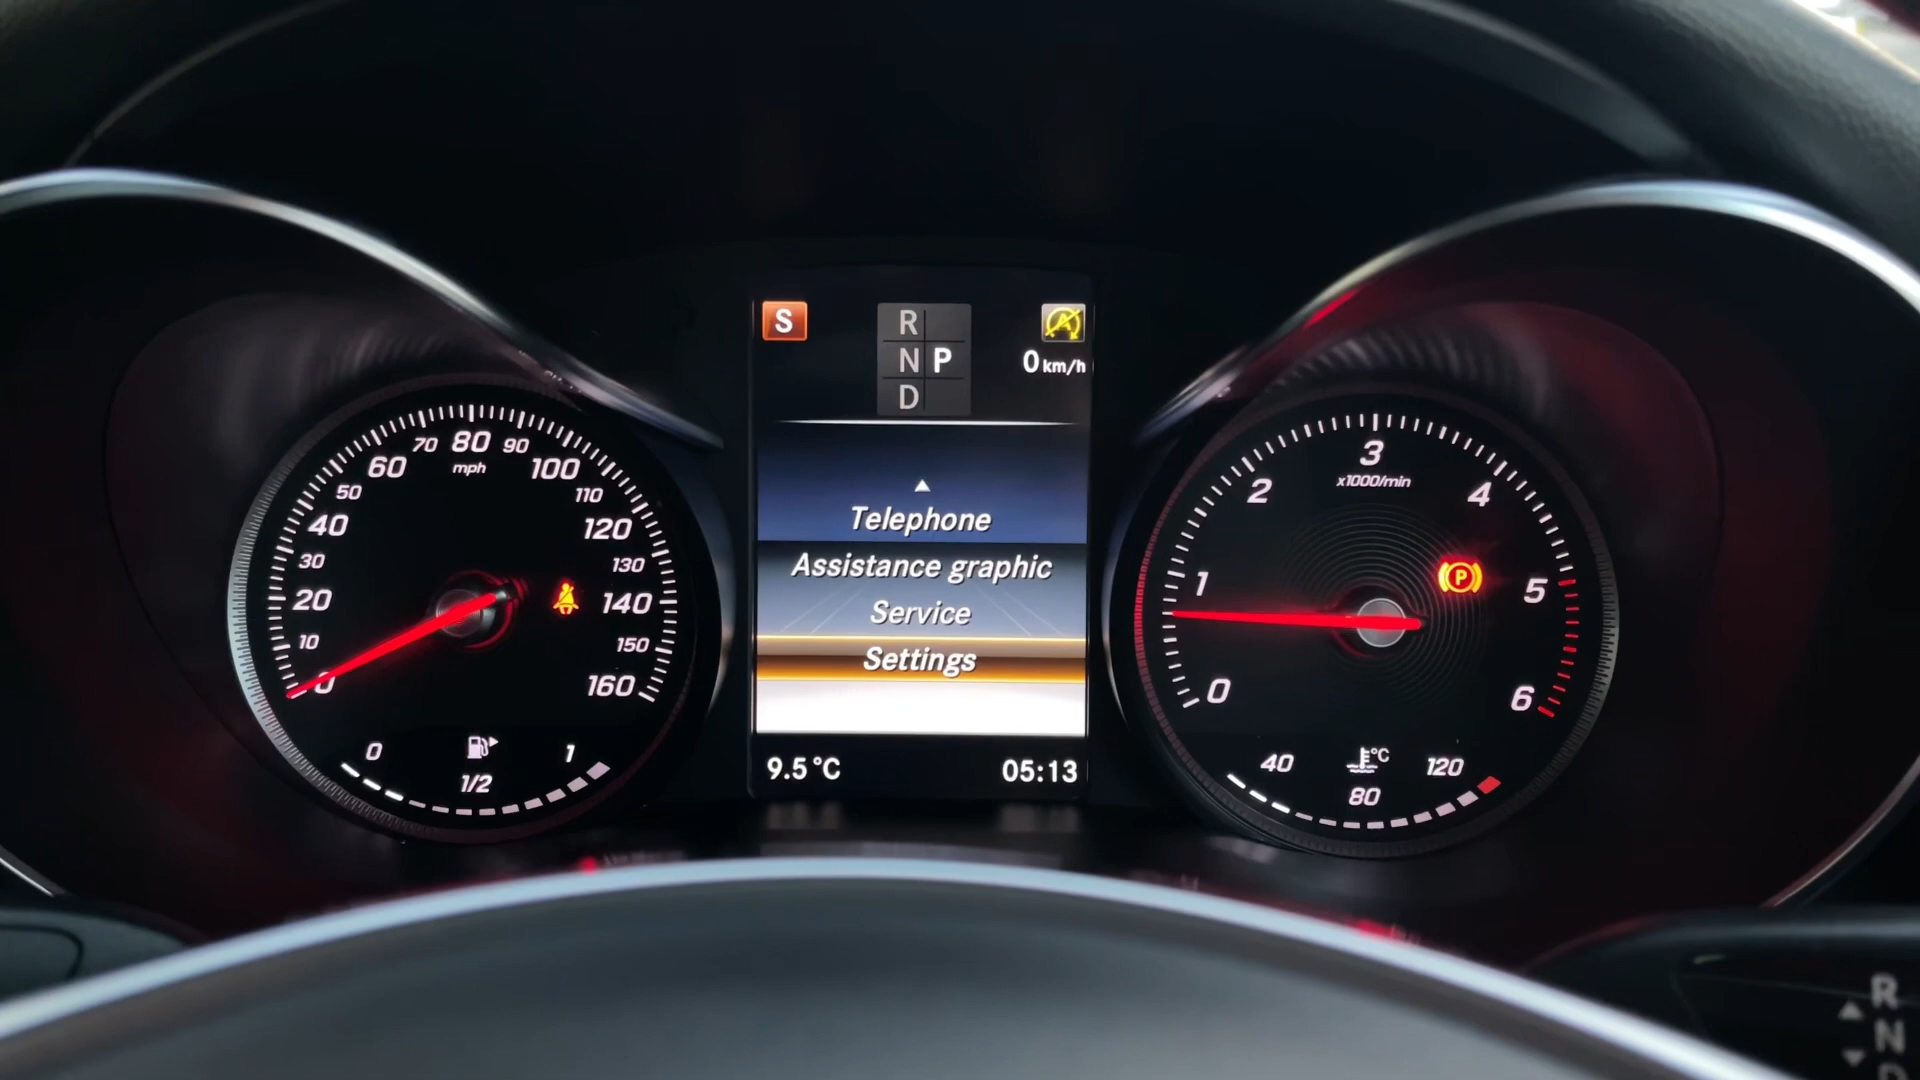 S
R
N P
D
0 km/h
Telephone
Assistance graphic
Service
Settings
9.5 °C
05:13
0
10
20
30
40
50
60
70
80
90
100
110
120
130
140
150
160
mph
0
1/2
1
0
1
2
3
4
5
6
x1000/min
P
40
80
120
°C
A
R
N
D